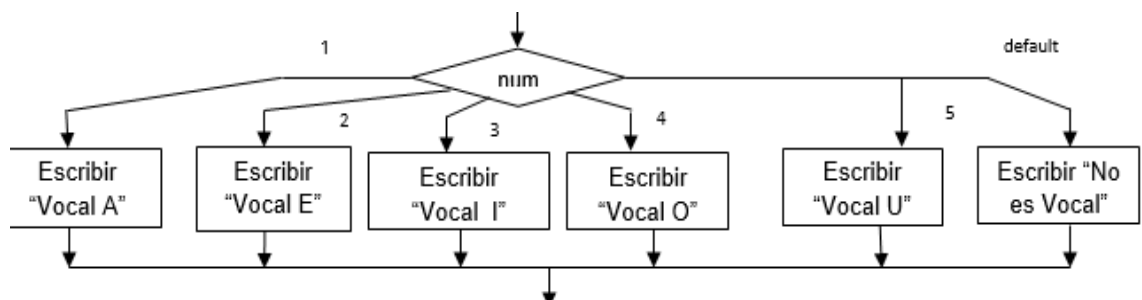 1
default
num
2
3
4
5
Escribir
“Vocal A”
Escribir
“Vocal E”
Escribir
“Vocal I”
Escribir
“Vocal O”
Escribir
“Vocal U”
Escribir “No
es Vocal”